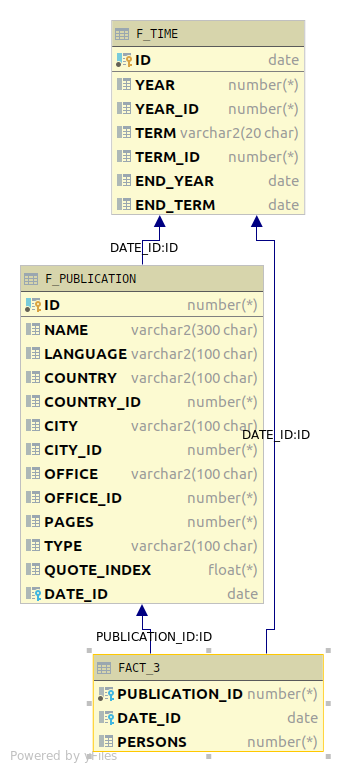 F_TIME
ID date
YEAR number(*)
YEAR_ID number(*)
TERM varchar2(20 char)
TERM_ID number(*)
END_YEAR date
END_TERM date
DATE_ID:ID
F_PUBLICATION
ID number(*)
NAME varchar2(300 char)
LANGUAGE varchar2(100 char)
COUNTRY varchar2(100 char)
COUNTRY_ID number(*)
CITY varchar2(100 char)
DATE_ID:ID
CITY_ID number(*)
OFFICE varchar2(100 char)
OFFICE_ID number(*)
PAGES number(*)
TYPE varchar2(100 char)
QUOTE_INDEX float(*)
DATE_ID date
PUBLICATION_ID:ID
FACT_3
PUBLICATION_ID number(*)
DATE_ID date
PERSONS number(*)
Powered by yFiles